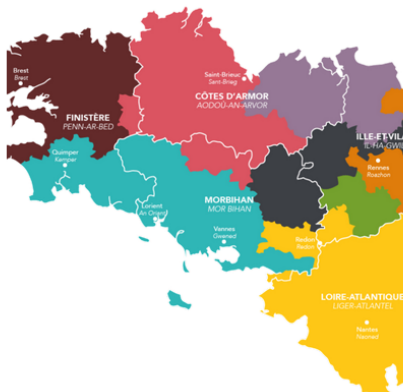 Brest
Brest
Saint-Brieuc
Sant-Brieg
CÔTES D'ARMOR
AODOÙ-AN-ARVOR
FINISTÈRE
PENN-AR-BED
ILLE-ET-VILA
IL-HA-GWIL
Rennes
Roazhon
Quimper
Kemper
MORBIHAN
MOR BIHAN
Lorient
An Orient
Vannes
Gwened
Redon
Redon
LOIRE-ATLANTIQUE
LIGER-ATLANTEL
Nantes
Naoned